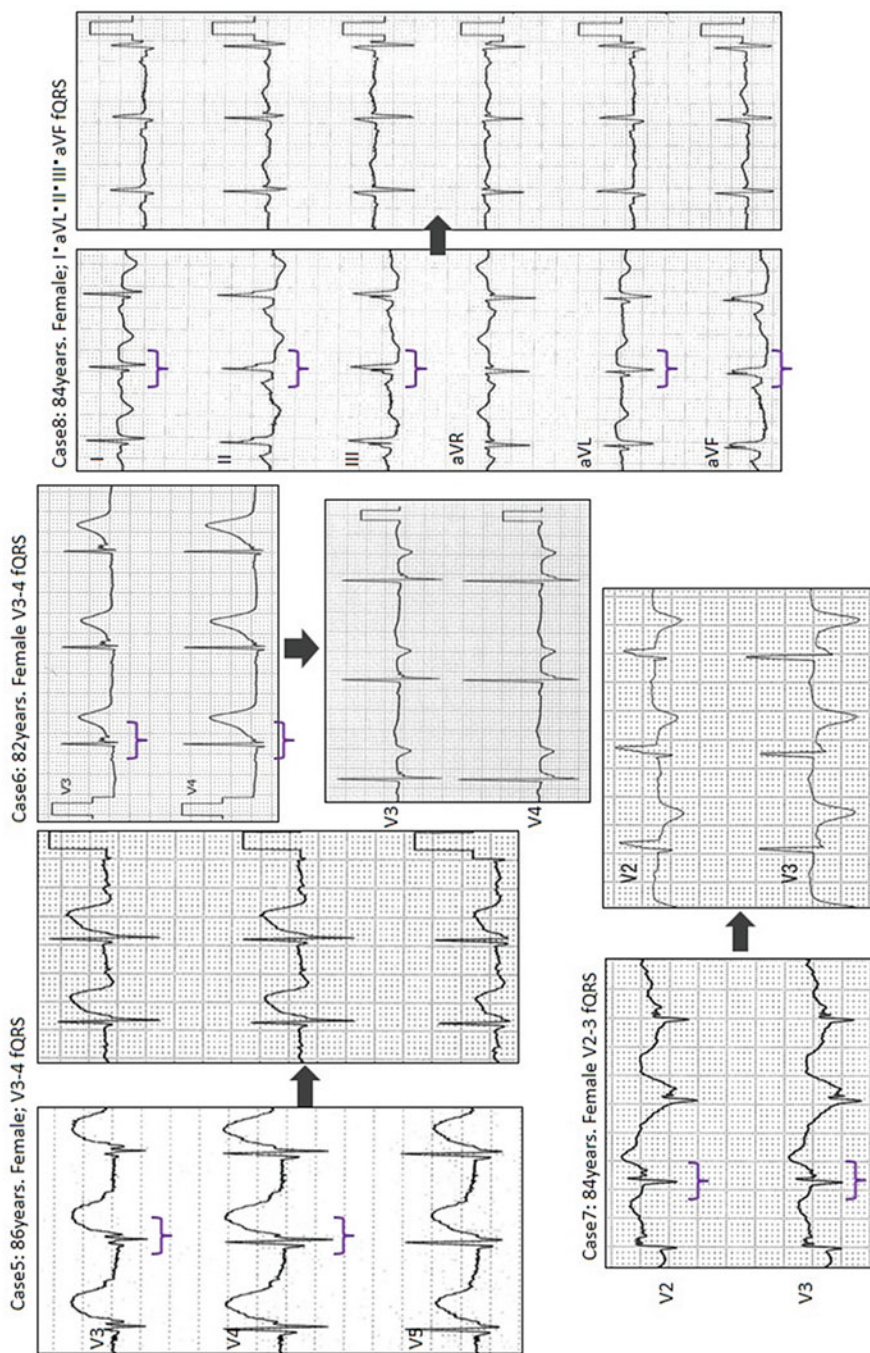 Case5: 86years. Female; V3-4 fQRS
V3
V4
V5
Case6: 82years. Female V3-4 fQRS
V3
V4
V3
V4
Case7: 84years. Female V2-3 fQRS
V2
V3
V2
V3
Case8: 84years. Female; I▪aVL▪II▪III▪aVF fQRS
I
II
III
aVR
aVL
aVF